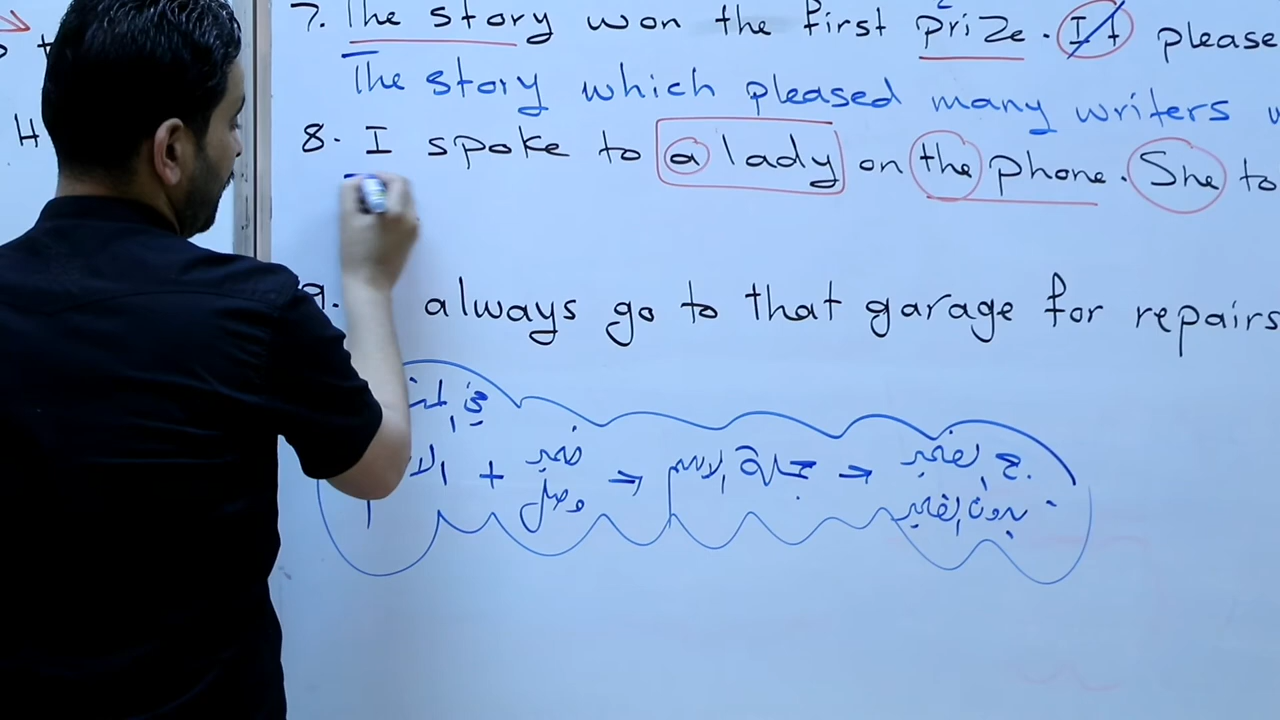 7. The story won the first prize. It please
The story which pleased many writers
8. I spoke to a lady on the phone. She to
H
9. always go to that garage for repairs
في
+ ضمير وصل ⇒ جملة الاسم ⇒ ج. الضمير
بدون الضمير